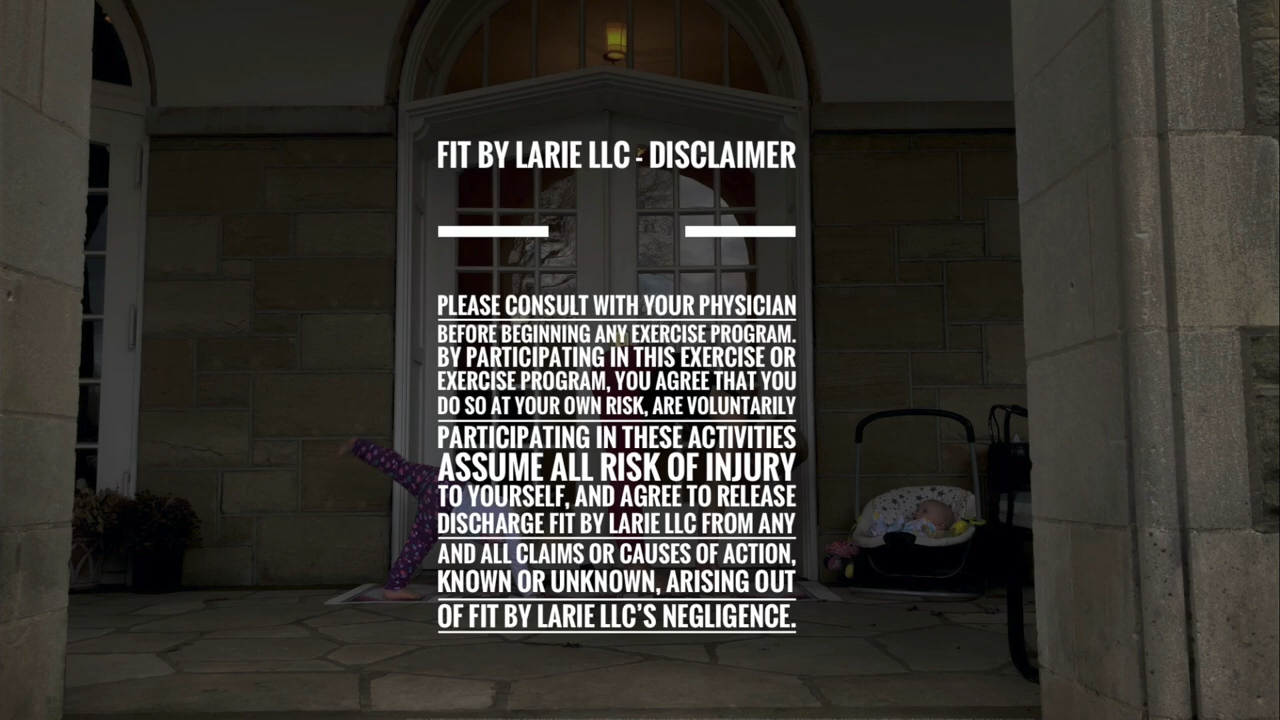 FIT BY LARIE LLC - DISCLAIMER
PLEASE CONSULT WITH YOUR PHYSICIAN
BEFORE BEGINNING ANY EXERCISE PROGRAM.
BY PARTICIPATING IN THIS EXERCISE OR
EXERCISE PROGRAM, YOU AGREE THAT YOU
DO SO AT YOUR OWN RISK, ARE VOLUNTARILY
PARTICIPATING IN THESE ACTIVITIES
ASSUME ALL RISK OF INJURY
TO YOURSELF, AND AGREE TO RELEASE
DISCHARGE FIT BY LARIE LLC FROM ANY
AND ALL CLAIMS OR CAUSES OF ACTION,
KNOWN OR UNKNOWN, ARISING OUT
OF FIT BY LARIE LLC'S NEGLIGENCE.